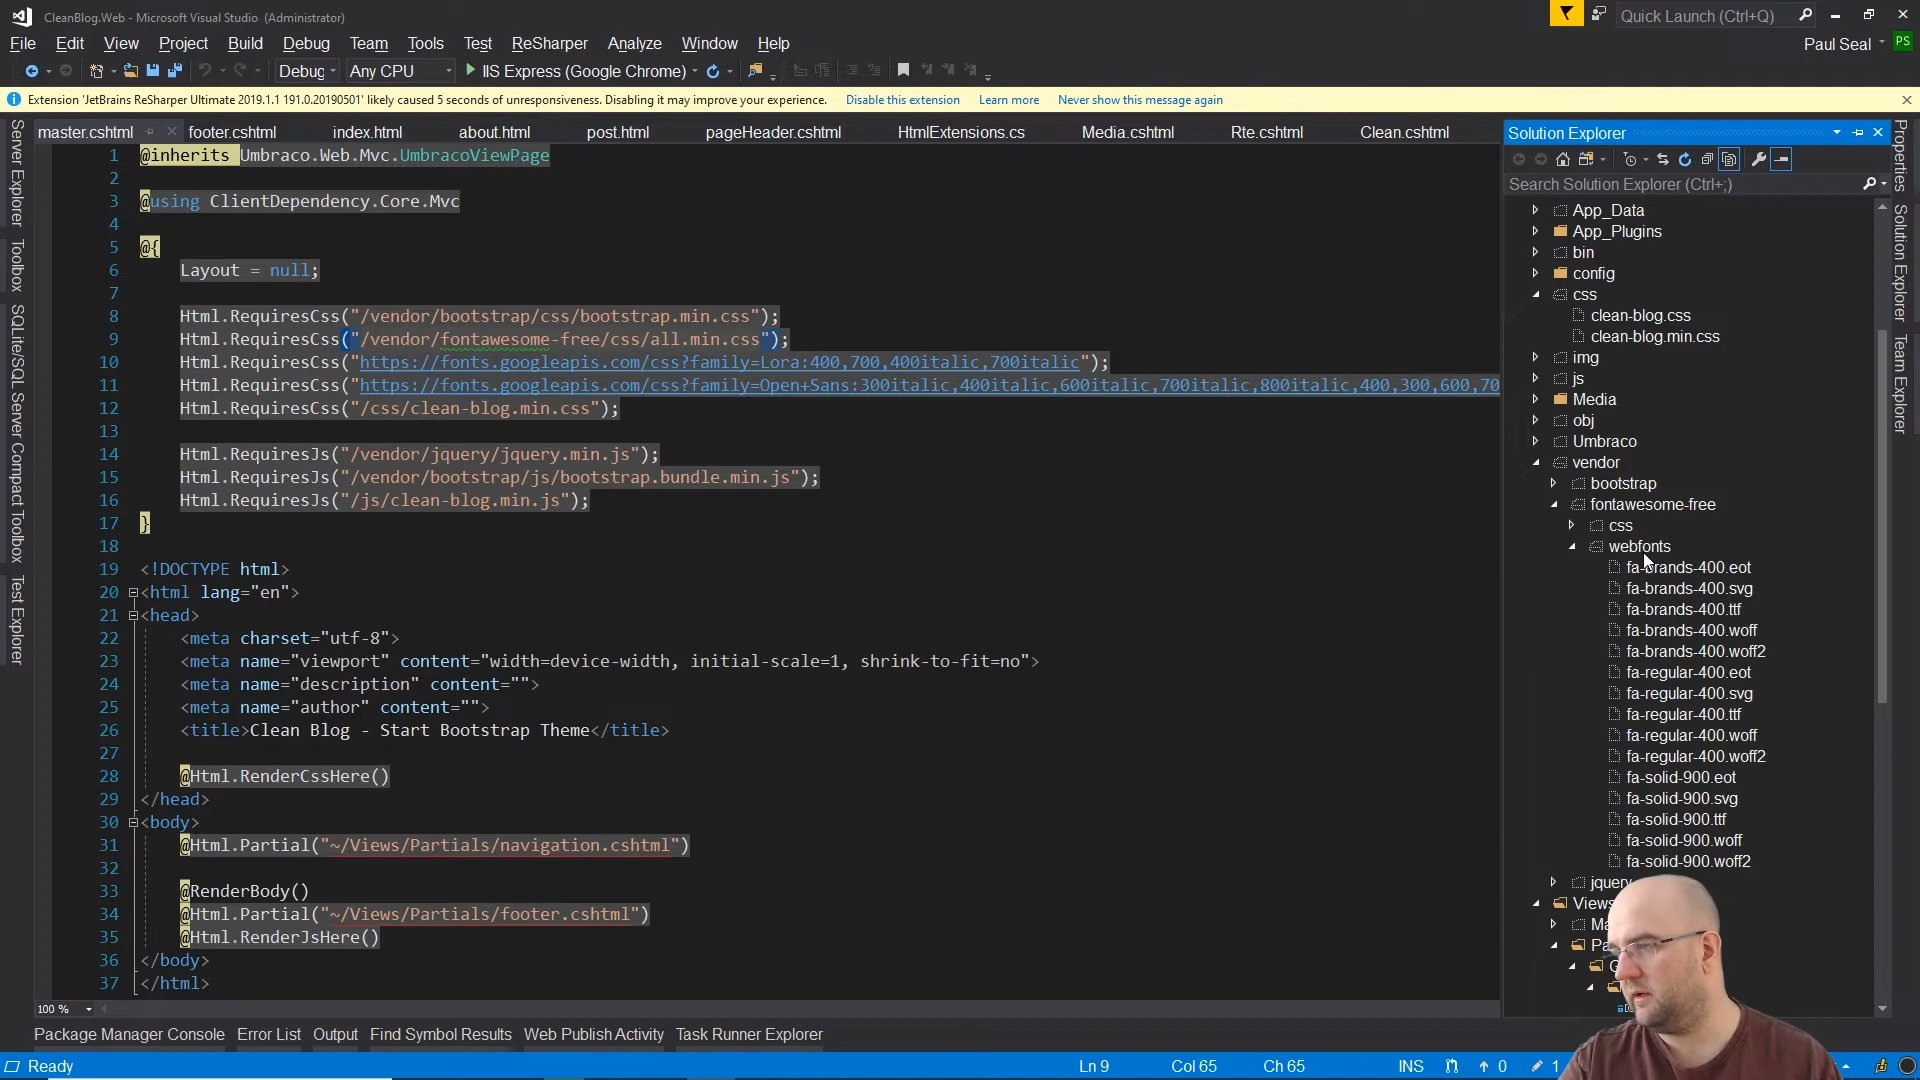 CleanBlog.Web - Microsoft Visual Studio (Administrator)
Quick Launch (Ctrl+Q)
File Edit View Project Build Debug Team Tools Test ReSharper Analyze Window Help
Paul Seal PS
Debug Any CPU IIS Express (Google Chrome)
Extension 'JetBrains ReSharper Ultimate 2019.1.1 191.0.20190501' likely caused 5 seconds of unresponsiveness. Disabling it may improve your experience. Disable this extension Learn more Never show this message again
master.cshtml footer.cshtml index.html about.html post.html pageHeader.cshtml HtmlExtensions.cs Media.cshtml Rte.cshtml Clean.cshtml
Server Explorer
Toolbox
SQLite/SQL Server Compact Toolbox
Test Explorer
1 @inherits Umbraco.Web.Mvc.UmbracoViewPage
2
3 @using ClientDependency.Core.Mvc
4
5 @{
6 Layout = null;
7
8 Html.RequiresCss("/vendor/bootstrap/css/bootstrap.min.css");
9 Html.RequiresCss("/vendor/fontawesome-free/css/all.min.css");
10 Html.RequiresCss("https://fonts.googleapis.com/css?family=Lora:400,700,400italic,700italic");
11 Html.RequiresCss("https://fonts.googleapis.com/css?family=Open+Sans:300italic,400italic,600italic,700italic,800italic,400,300,600,70
12 Html.RequiresCss("/css/clean-blog.min.css");
13
14 Html.RequiresJs("/vendor/jquery/jquery.min.js");
15 Html.RequiresJs("/vendor/bootstrap/js/bootstrap.bundle.min.js");
16 Html.RequiresJs("/js/clean-blog.min.js");
17 }
18
19 <!DOCTYPE html>
20 <html lang="en">
21 <head>
22 <meta charset="utf-8">
23 <meta name="viewport" content="width=device-width, initial-scale=1, shrink-to-fit=no">
24 <meta name="description" content="">
25 <meta name="author" content="">
26 <title>Clean Blog - Start Bootstrap Theme</title>
27
28 @Html.RenderCssHere()
29 </head>
30 <body>
31 @Html.Partial("~/Views/Partials/navigation.cshtml")
32
33 @RenderBody()
34 @Html.Partial("~/Views/Partials/footer.cshtml")
35 @Html.RenderJsHere()
36 </body>
37 </html>
100 %
Solution Explorer
Search Solution Explorer (Ctrl+;)
App_Data
App_Plugins
bin
config
css
clean-blog.css
clean-blog.min.css
img
js
Media
obj
Umbraco
vendor
bootstrap
fontawesome-free
css
webfonts
fa-brands-400.eot
fa-brands-400.svg
fa-brands-400.ttf
fa-brands-400.woff
fa-brands-400.woff2
fa-regular-400.eot
fa-regular-400.svg
fa-regular-400.ttf
fa-regular-400.woff
fa-regular-400.woff2
fa-solid-900.eot
fa-solid-900.svg
fa-solid-900.ttf
fa-solid-900.woff
fa-solid-900.woff2
jquery
Views
Properties
Solution Explorer
Team Explorer
Package Manager Console Error List Output Find Symbol Results Web Publish Activity Task Runner Explorer
Ready Ln 9 Col 65 Ch 65 INS 0 1